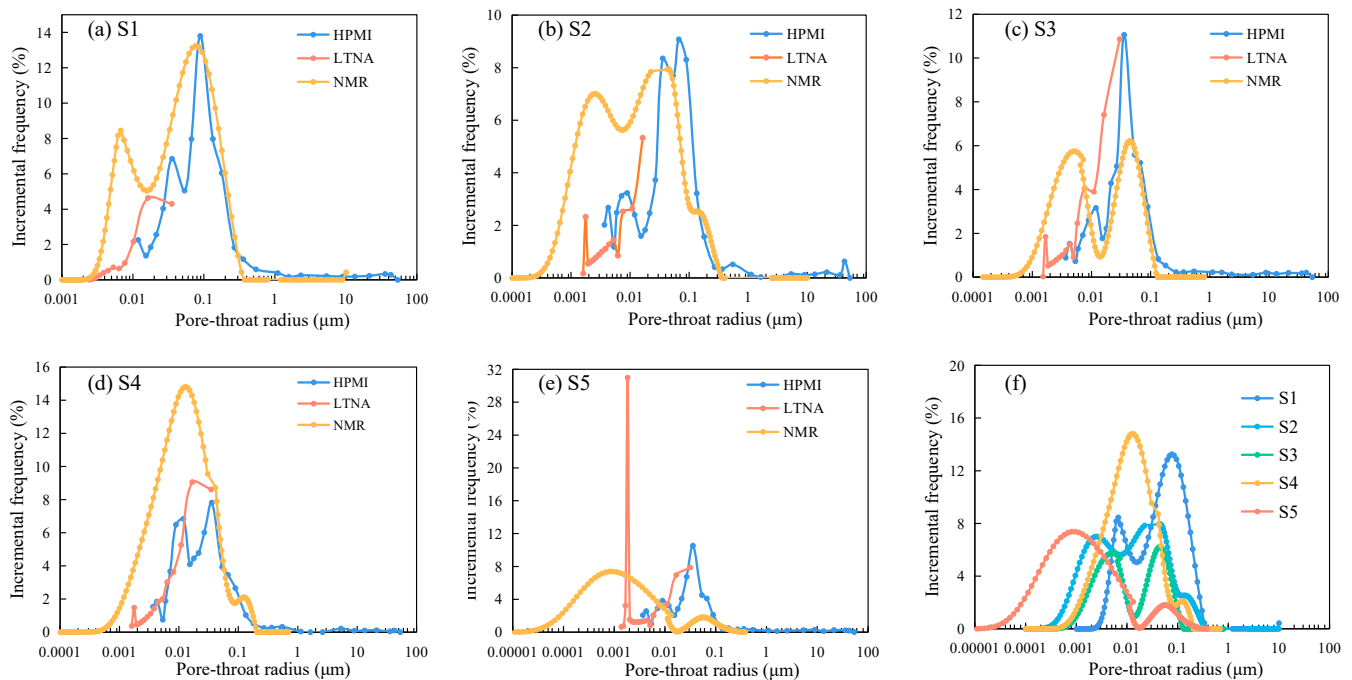 (a) S1
HPMI
LTNA
NMR
Incremental frequency (%)
14
12
10
8
6
4
2
0
0.001 0.01 0.1 1 10 100
Pore-throat radius (μm)
(b) S2
HPMI
LTNA
NMR
Incremental frequency (%)
10
8
6
4
2
0
0.0001 0.001 0.01 0.1 1 10 100
Pore-throat radius (μm)
(c) S3
HPMI
LTNA
NMR
Incremental frequency (%)
12
10
8
6
4
2
0
0.0001 0.001 0.01 0.1 1 10 100
Pore-throat radius (μm)
(d) S4
HPMI
LTNA
NMR
Incremental frequency (%)
16
14
12
10
8
6
4
2
0
0.0001 0.001 0.01 0.1 1 10 100
Pore-throat radius (μm)
(e) S5
HPMI
LTNA
NMR
Incremental frequency (%)
32
28
24
20
16
12
8
4
0
0.00001 0.001 0.01 0.1 1 10 100
Pore-throat radius (μm)
(f)
S1
S2
S3
S4
S5
Incremental frequency (%)
20
16
12
8
4
0
0.00001 0.001 0.01 0.1 1 10 100
Pore-throat radius (μm)